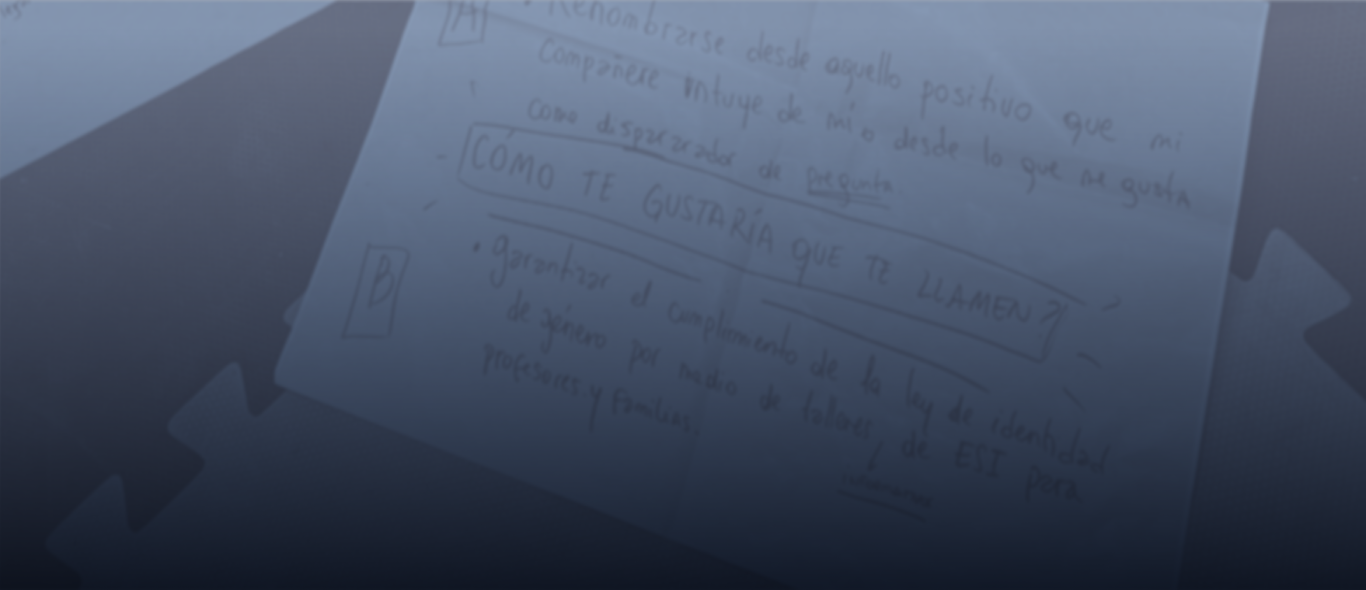 A • Renombrarse desde aquello positivo que mi
compañere intuye de mí o desde lo que me gusta
como disparador de pregunta
CÓMO TE GUSTARÍA QUE TE LLAMEN?
B • garantizar el cumplimiento de la ley de identidad
de género por medio de talleres de ESI para
profesores y familias.